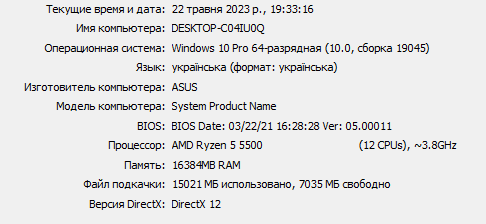 Текущие время и дата: 22 травня 2023 р., 19:33:16
Имя компьютера: DESKTOP-C04IU0Q
Операционная система: Windows 10 Pro 64-разрядная (10.0, сборка 19045)
Язык: українська (формат: українська)
Изготовитель компьютера: ASUS
Модель компьютера: System Product Name
BIOS: BIOS Date: 03/22/21 16:28:28 Ver: 05.00011
Процессор: AMD Ryzen 5 5500 (12 CPUs), ~3.8GHz
Память: 16384MB RAM
Файл подкачки: 15021 МБ использовано, 7035 МБ свободно
Версия DirectX: DirectX 12